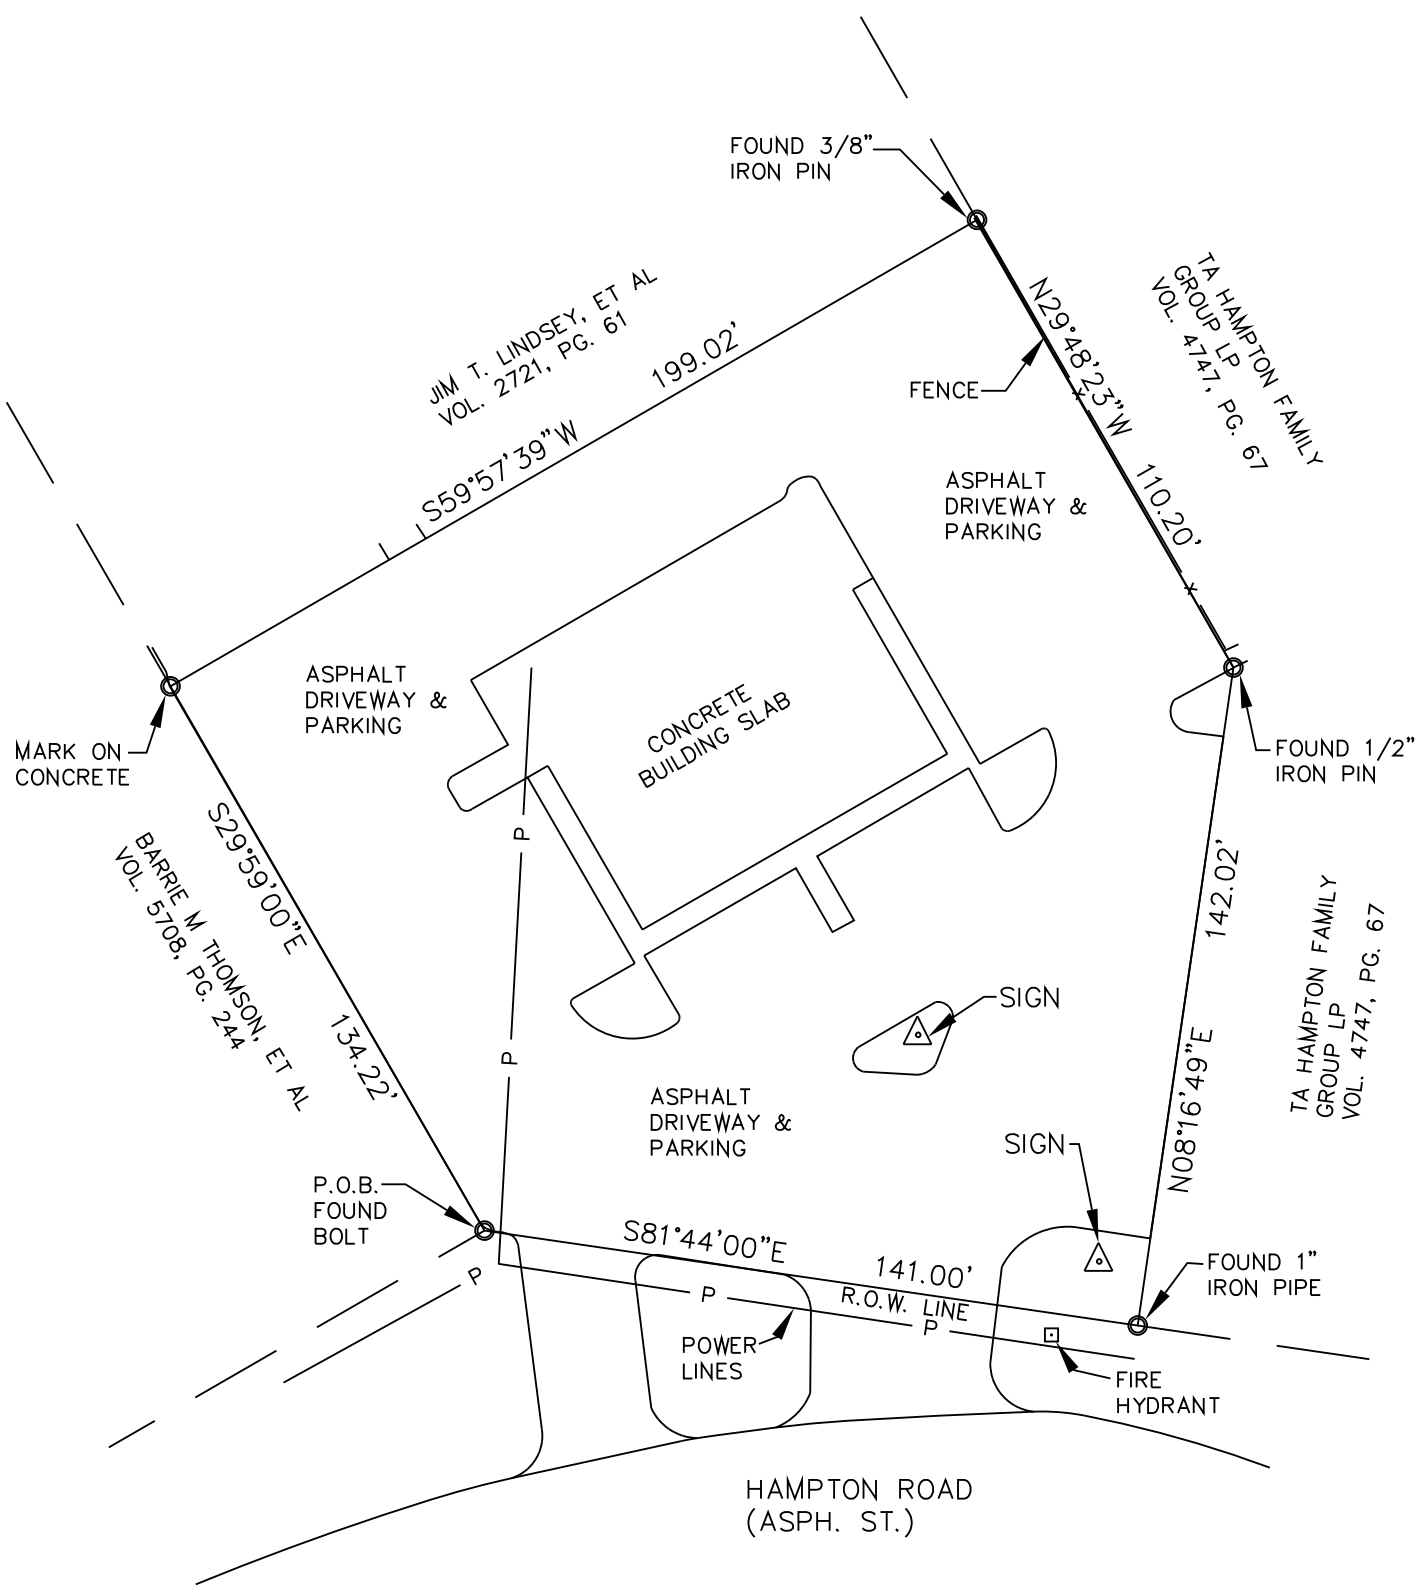 FOUND 3/8"
IRON PIN
JIM T. LINDSEY, ET AL
VOL. 2721, PG. 61
199.02'
S59°57'39"W
N29°48'23"W
110.20'
TA HAMPTON FAMILY
GROUP LP
VOL. 4747, PG. 67
FENCE
ASPHALT
DRIVEWAY &
PARKING
ASPHALT
DRIVEWAY &
PARKING
CONCRETE
BUILDING SLAB
MARK ON
CONCRETE
FOUND 1/2"
IRON PIN
S29°59'00"E
134.22'
BARRIE M THOMSON, ET AL
VOL. 5708, PG. 244
P
P
142.02'
N08°16'49"E
TA HAMPTON FAMILY
GROUP LP
VOL. 4747, PG. 67
SIGN
ASPHALT
DRIVEWAY &
PARKING
SIGN
P.O.B.
FOUND
BOLT
S81°44'00"E
141.00'
R.O.W. LINE
FOUND 1"
IRON PIPE
P
P
P
POWER
LINES
FIRE
HYDRANT
HAMPTON ROAD
(ASPH. ST.)